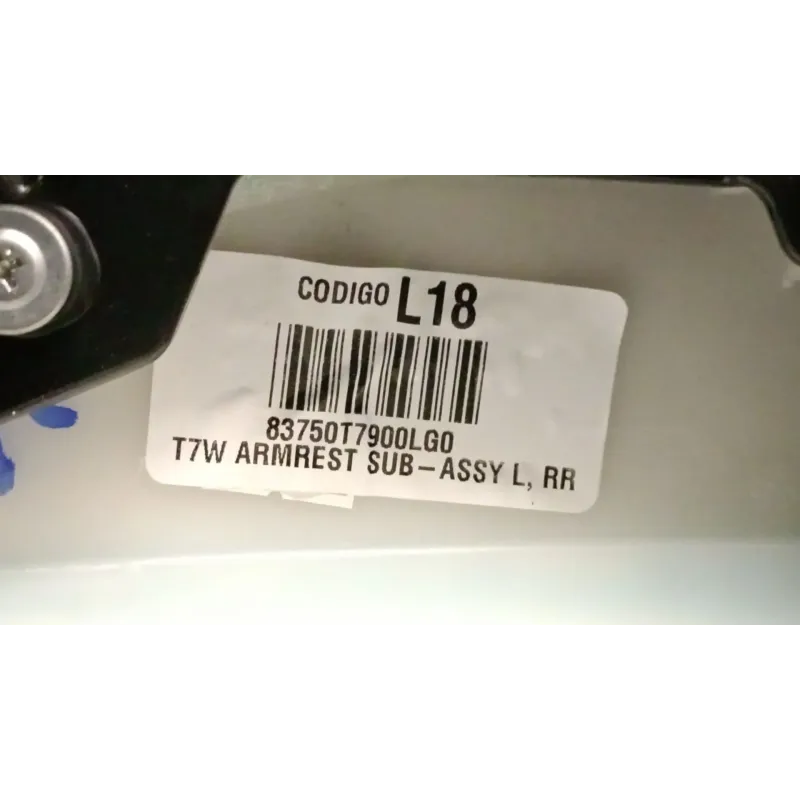 CODIGO L18
83750T7900LG0
T7W ARMREST SUB-ASSY L, RR